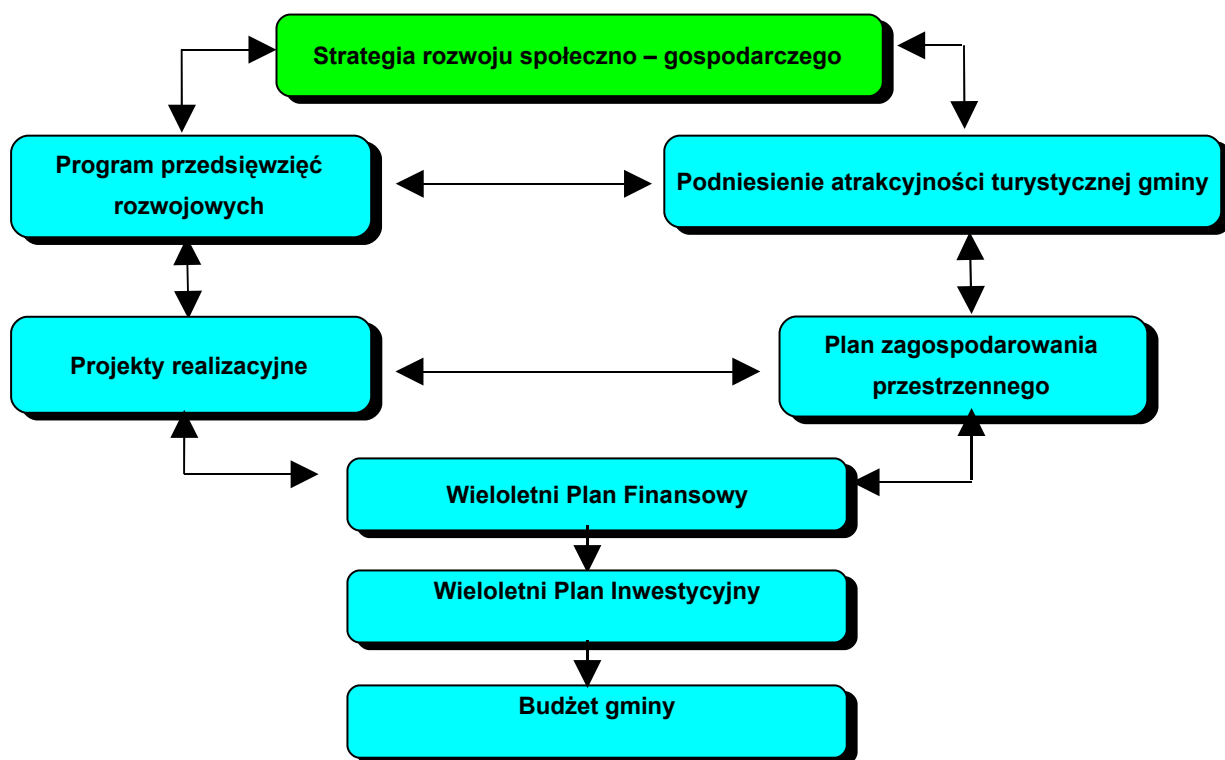 Strategia rozwoju społeczno – gospodarczego
Program przedsięwzięć
rozwojowych
Podniesienie atrakcyjności turystycznej gminy
Projekty realizacyjne
Plan zagospodarowania
przestrzennego
Wieloletni Plan Finansowy
Wieloletni Plan Inwestycyjny
Budżet gminy